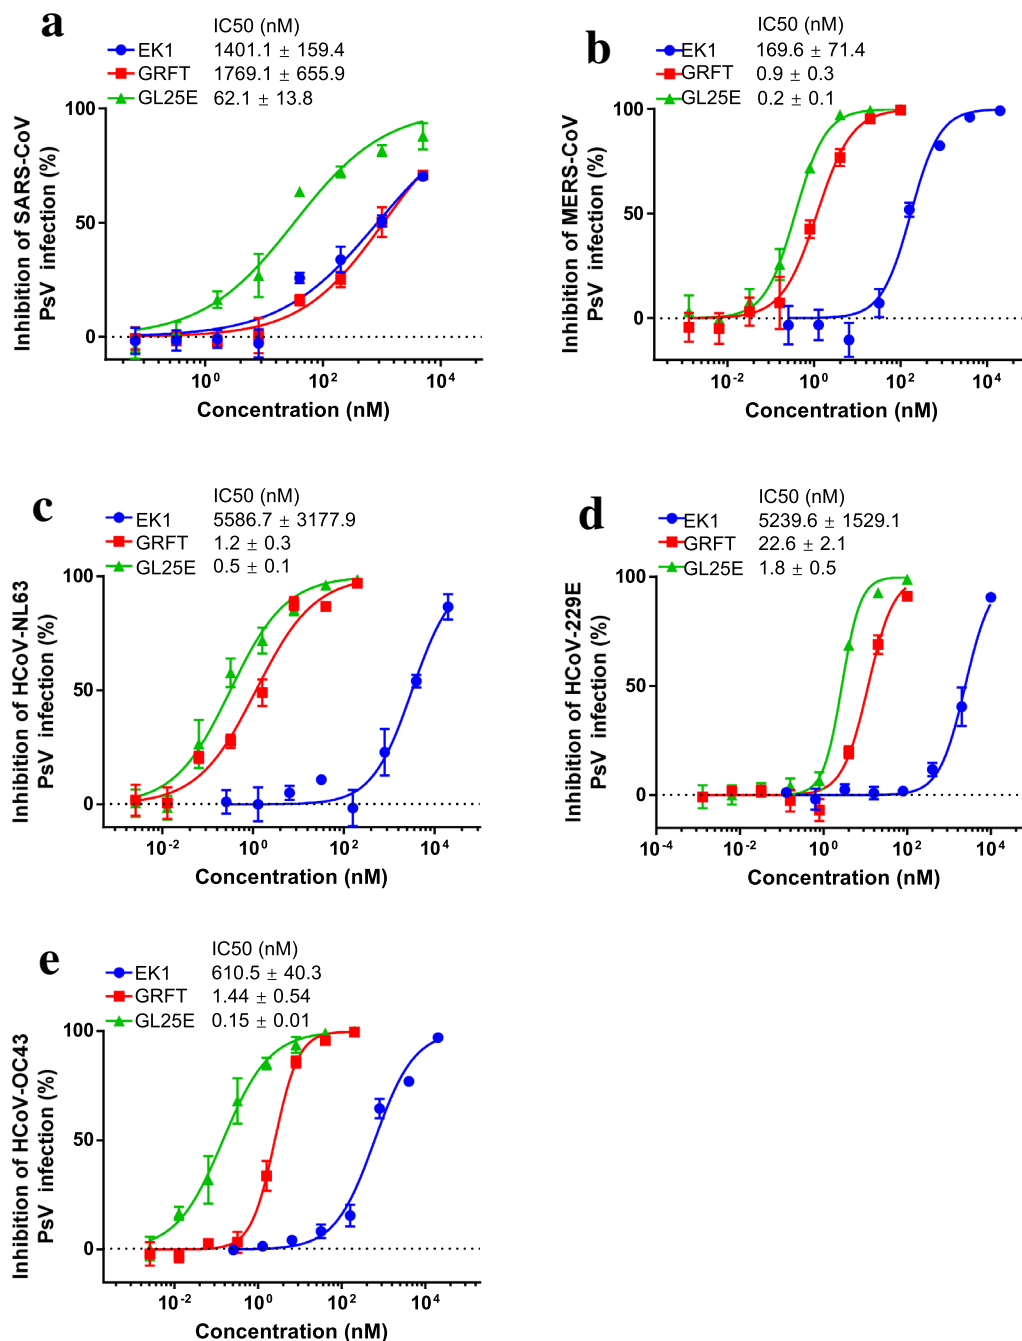 a
IC50 (nM)
EK1 1401.1 ± 159.4
GRFT 1769.1 ± 655.9
GL25E 62.1 ± 13.8
100
50
0
Inhibition of SARS-CoV
PsV infection (%)
10⁰ 10² 10⁴
Concentration (nM)
b
IC50 (nM)
EK1 169.6 ± 71.4
GRFT 0.9 ± 0.3
GL25E 0.2 ± 0.1
100
50
0
Inhibition of MERS-CoV
PsV infection (%)
10⁻² 10⁰ 10² 10⁴
Concentration (nM)
c
IC50 (nM)
EK1 5586.7 ± 3177.9
GRFT 1.2 ± 0.3
GL25E 0.5 ± 0.1
100
50
0
Inhibition of HCoV-NL63
PsV infection (%)
10⁻² 10⁰ 10² 10⁴
Concentration (nM)
d
IC50 (nM)
EK1 5239.6 ± 1529.1
GRFT 22.6 ± 2.1
GL25E 1.8 ± 0.5
100
50
0
Inhibition of HCoV-229E
PsV infection (%)
10⁻⁴ 10⁻² 10⁰ 10² 10⁴
Concentration (nM)
e
IC50 (nM)
EK1 610.5 ± 40.3
GRFT 1.44 ± 0.54
GL25E 0.15 ± 0.01
100
50
0
Inhibition of HCoV-OC43
PsV infection (%)
10⁻² 10⁰ 10² 10⁴
Concentration (nM)